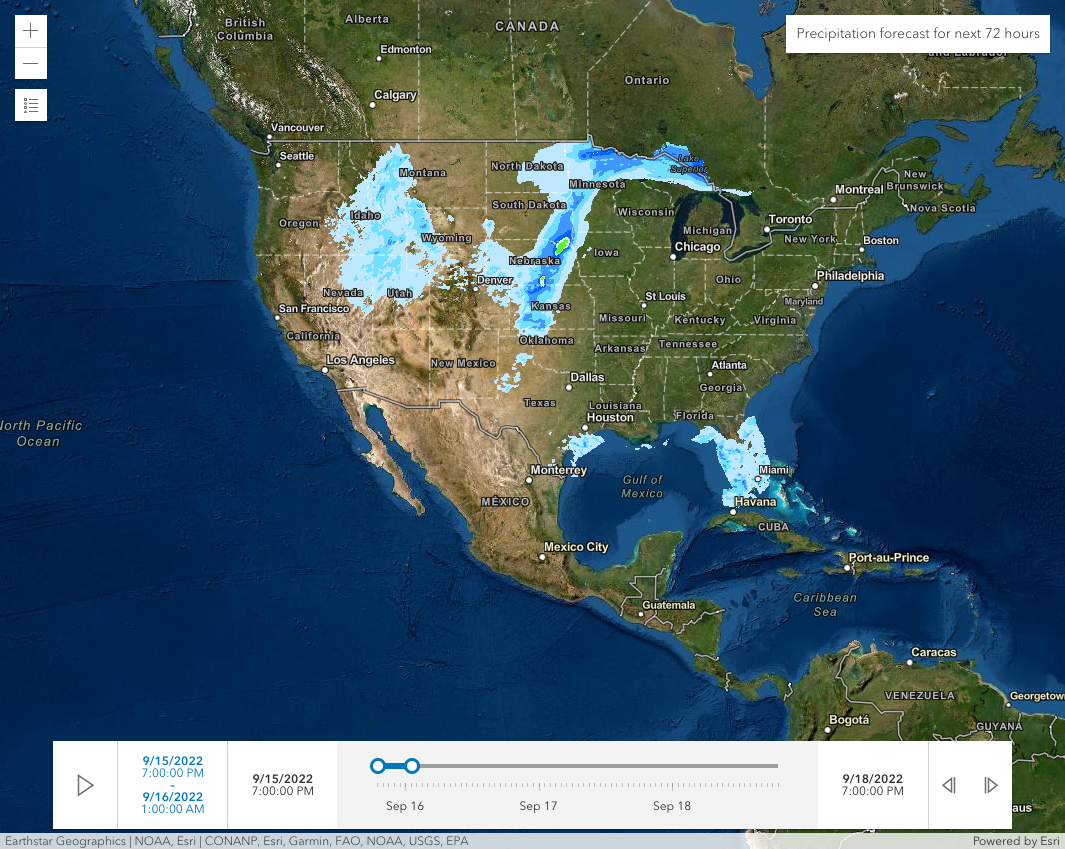 British
Columbia
Alberta
CANADA
Precipitation forecast for next 72 hours
Edmonton
Ontario
Calgary
Vancouver
Seattle
North Dakota
Lake
Superior
Montana
Minnesota
Montreal
New
Brunswick
South Dakota
Wisconsin
Nova Scotia
Oregon
Idaho
Toronto
Michigan
New York
Boston
Wyoming
Chicago
Iowa
Nebraska
Denver
Ohio
Philadelphia
Nevada
Utah
St Louis
Maryland
San Francisco
Kansas
Missouri
Kentucky
Virginia
California
Oklahoma
Arkansas
Tennessee
Los Angeles
New Mexico
Atlanta
Dallas
Georgia
Texas
Louisiana
Houston
Florida
North Pacific
Ocean
Monterrey
Miami
Gulf of
Mexico
MÉXICO
Havana
CUBA
Mexico City
Port-au-Prince
Caribbean
Sea
Guatemala
Caracas
VENEZUELA
Georgetown
Bogotá
GUYANA
9/15/2022
7:00:00 PM
-
9/16/2022
1:00:00 AM
9/15/2022
7:00:00 PM
Sep 16
Sep 17
Sep 18
9/18/2022
7:00:00 PM
Earthstar Geographics | NOAA, Esri | CONANP, Esri, Garmin, FAO, NOAA, USGS, EPA
Powered by Esri